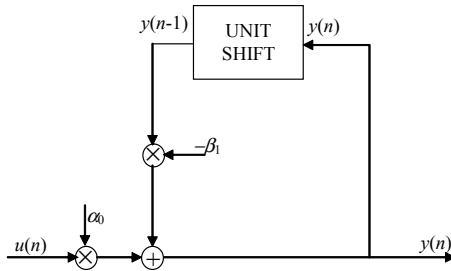 y(n-1)
UNIT
SHIFT
y(n)
–β₁
α₀
u(n)
y(n)
×
×
+